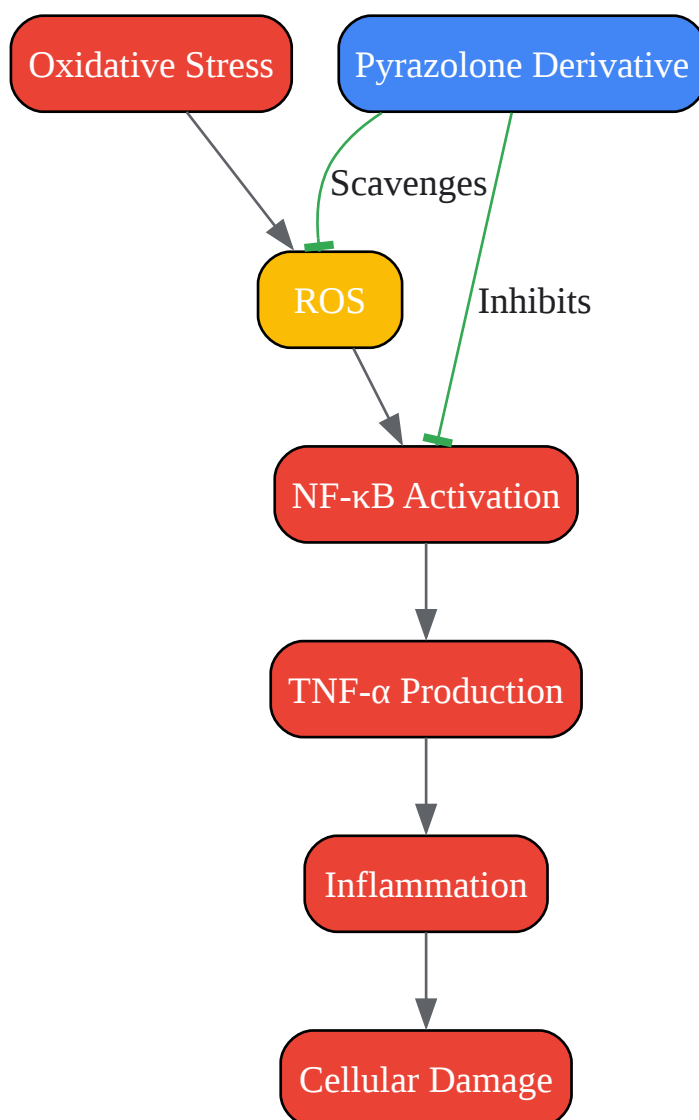 Oxidative Stress
Pyrazolone Derivative
Scavenges
ROS
Inhibits
NF-κB Activation
TNF-α Production
Inflammation
Cellular Damage